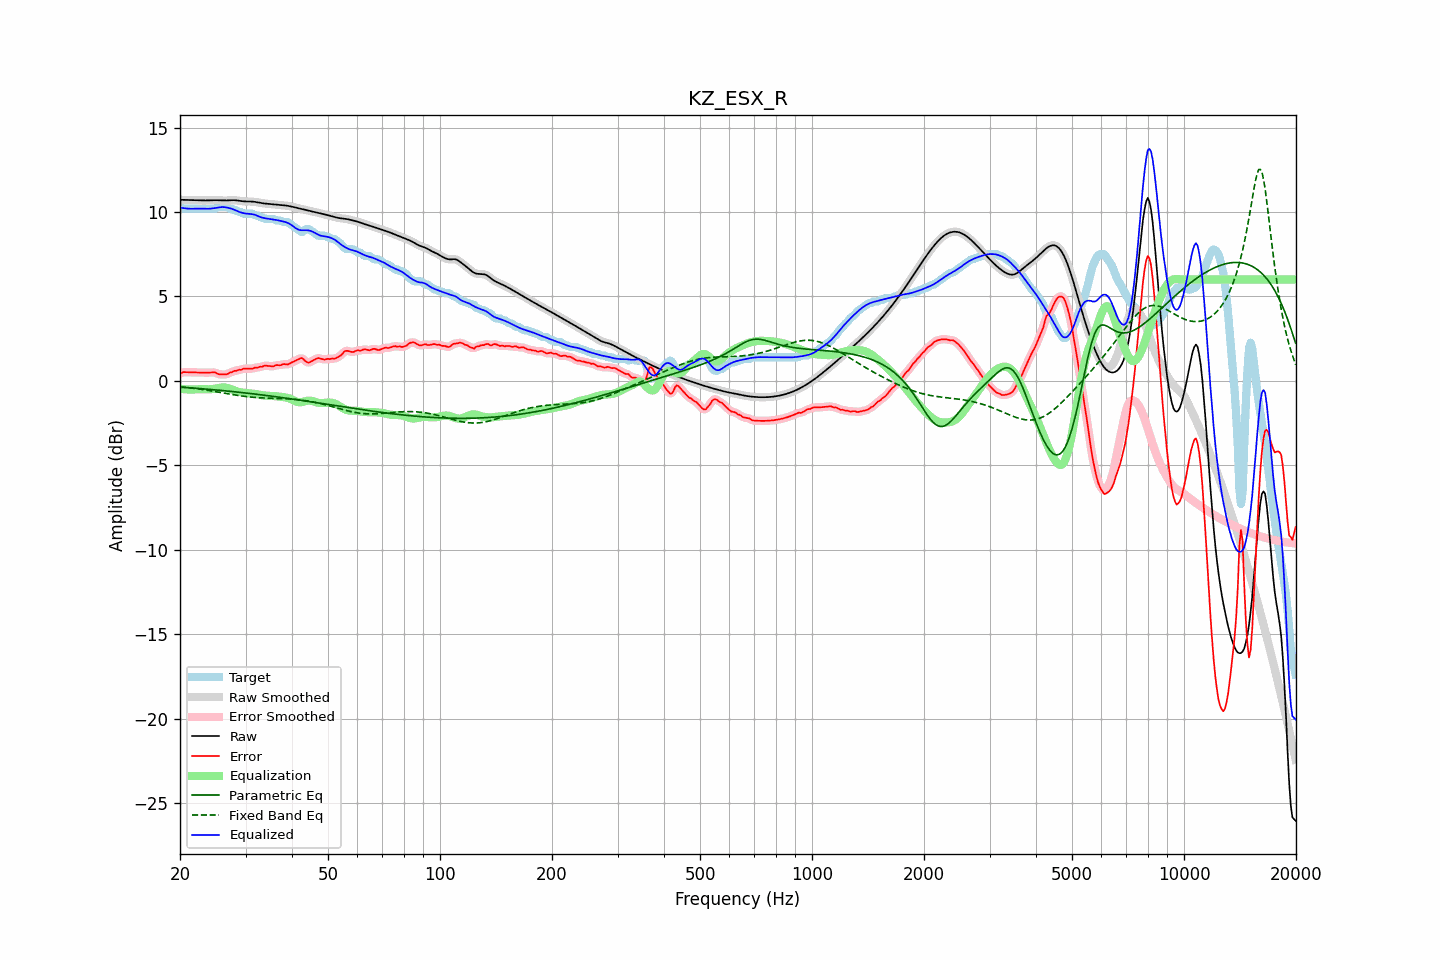 KZ_ESX_R
15
10
5
0
−5
−10
−15
−20
−25
Amplitude (dBr)
Target
Raw Smoothed
Error Smoothed
Raw
Error
Equalization
Parametric Eq
Fixed Band Eq
Equalized
20 50 100 200 500 1000 2000 5000 10000 20000
Frequency (Hz)